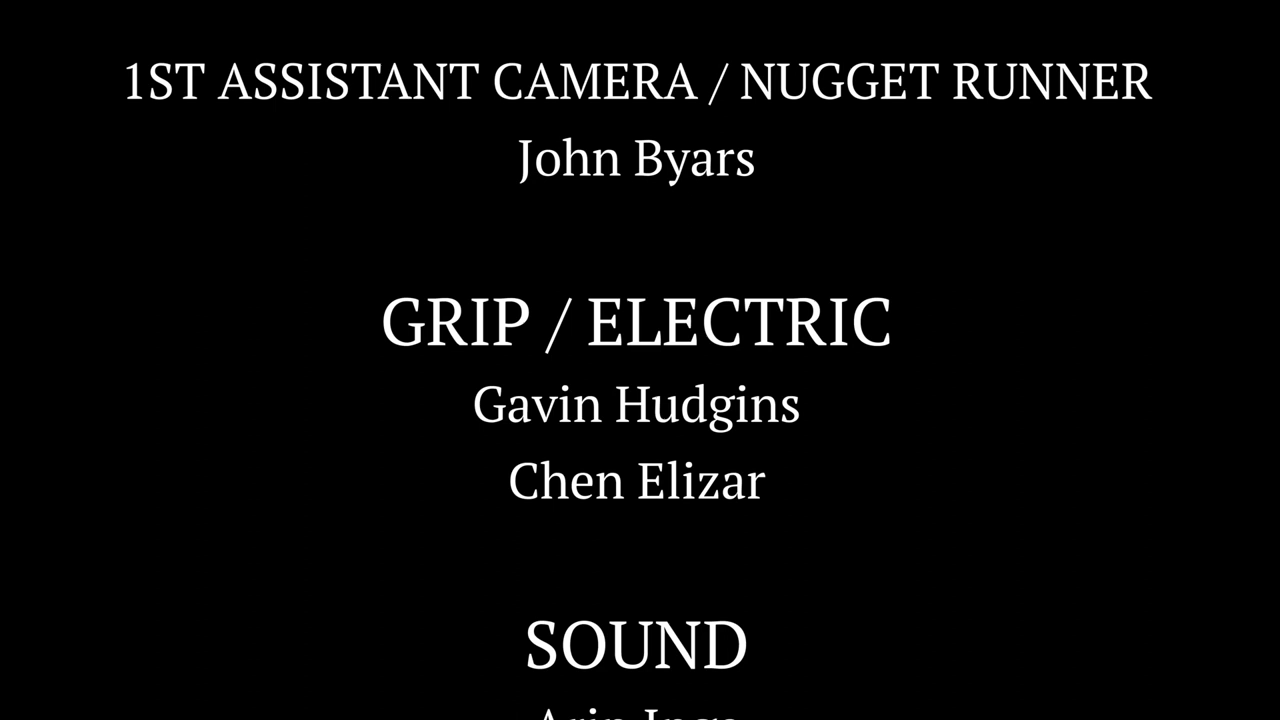 1ST ASSISTANT CAMERA / NUGGET RUNNER
John Byars
GRIP / ELECTRIC
Gavin Hudgins
Chen Elizar
SOUND